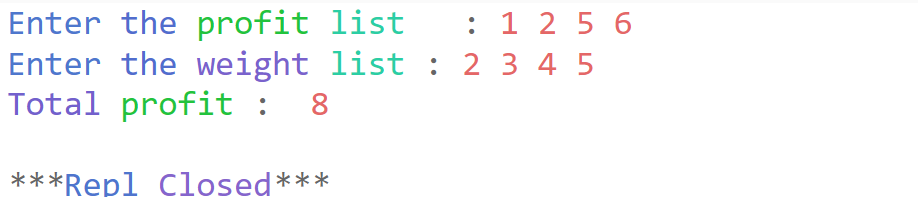 Enter the profit list   : 1 2 5 6
Enter the weight list : 2 3 4 5
Total profit :  8
***Repl Closed***